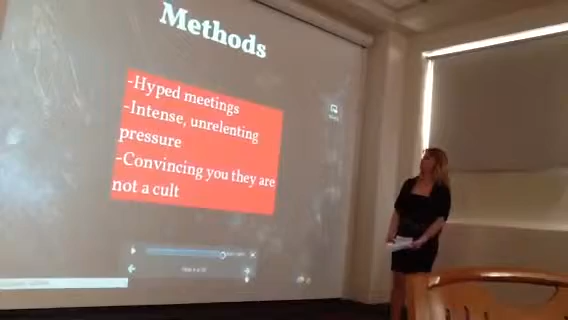 Methods
-Hyped meetings
-Intense, unrelenting
pressure
-Convincing you they are
not a cult